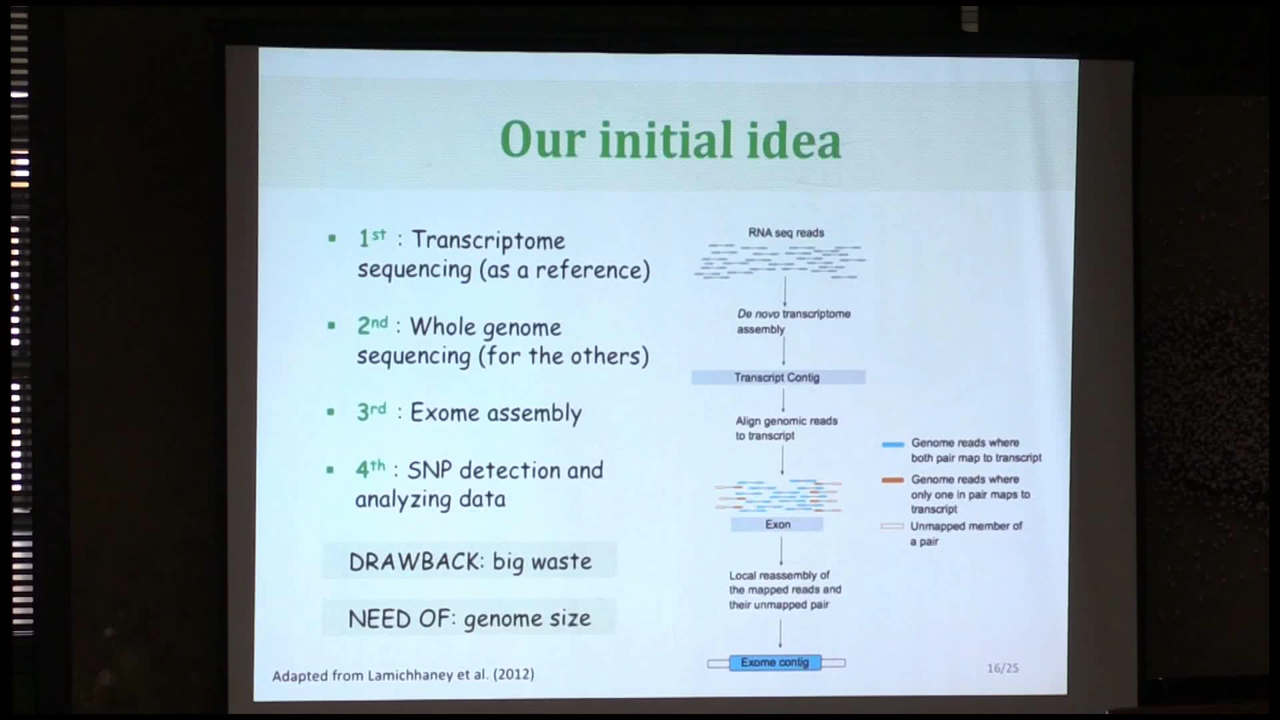 Our initial idea
▪ 1st : Transcriptome
sequencing (as a reference)
▪ 2nd : Whole genome
sequencing (for the others)
▪ 3rd : Exome assembly
▪ 4th : SNP detection and
analyzing data
DRAWBACK: big waste
NEED OF: genome size
Adapted from Lamichhaney et al. (2012)
RNA seq reads
De novo transcriptome
assembly
Transcript Contig
Align genomic reads
to transcript
Exon
Local reassembly of
the mapped reads and
their unmapped pair
Exome contig
Genome reads where
both pair map to transcript
Genome reads where
only one in pair maps to
transcript
Unmapped member of
a pair
16/25